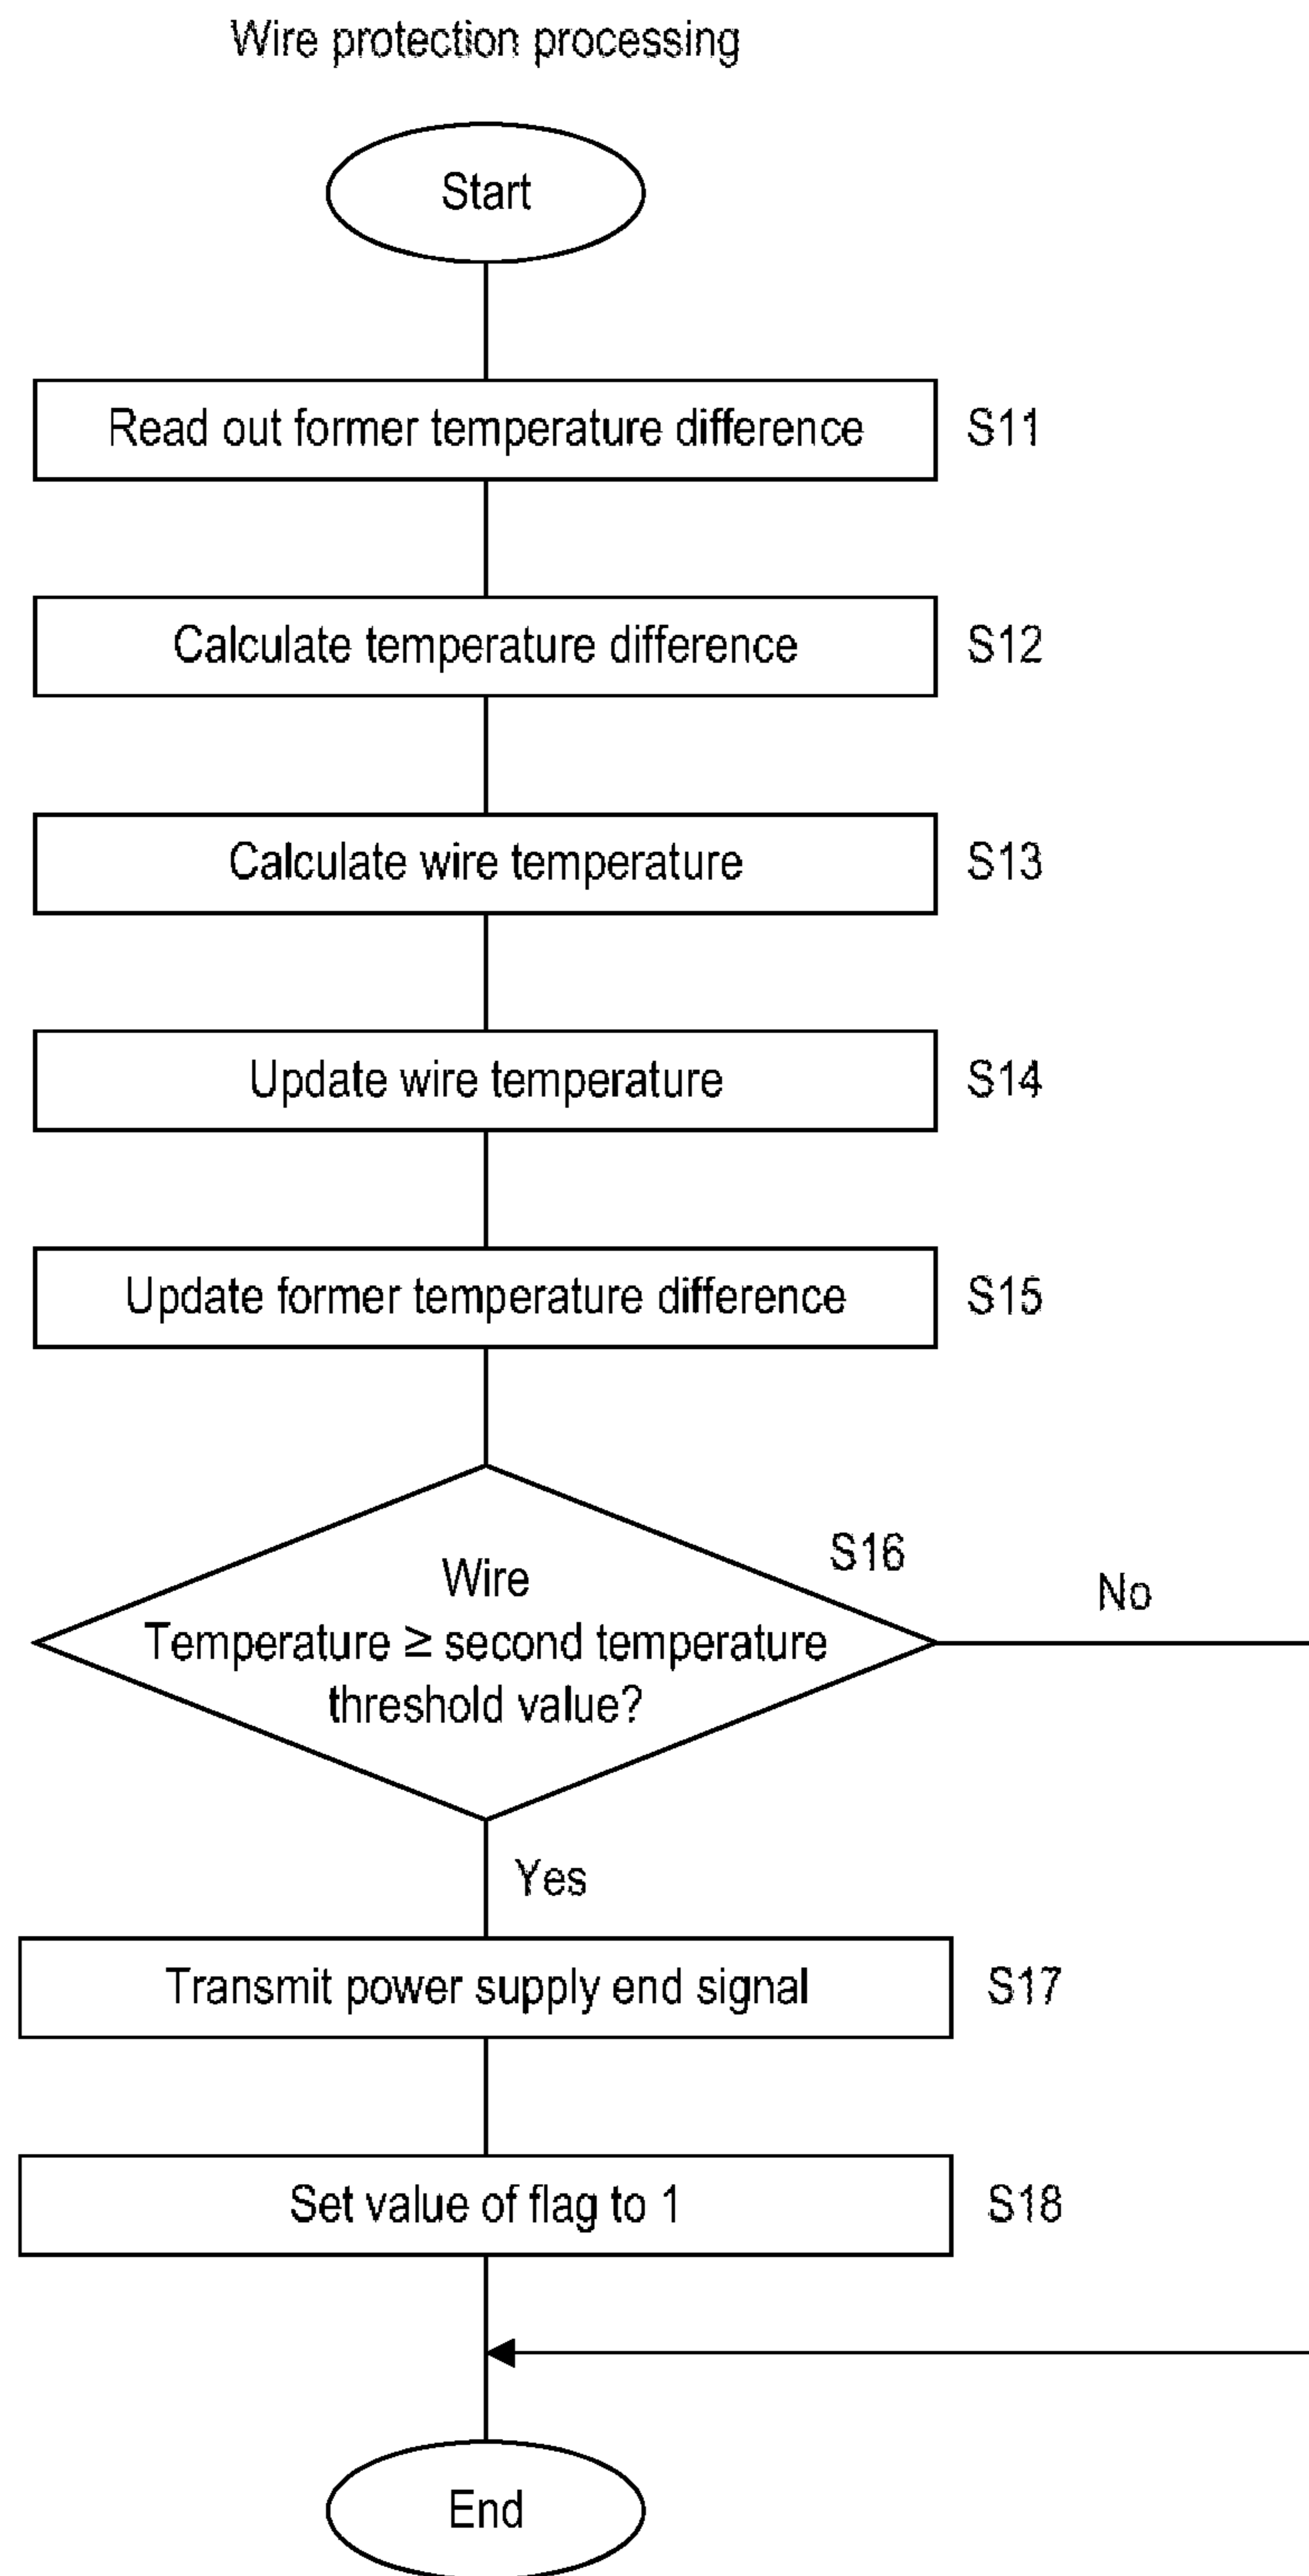 Wire protection processing
Start
Read out former temperature difference S11
Calculate temperature difference S12
Calculate wire temperature S13
Update wire temperature S14
Update former temperature difference S15
S16
Wire
Temperature ≥ second temperature
threshold value?
No
Yes
Transmit power supply end signal S17
Set value of flag to 1 S18
End